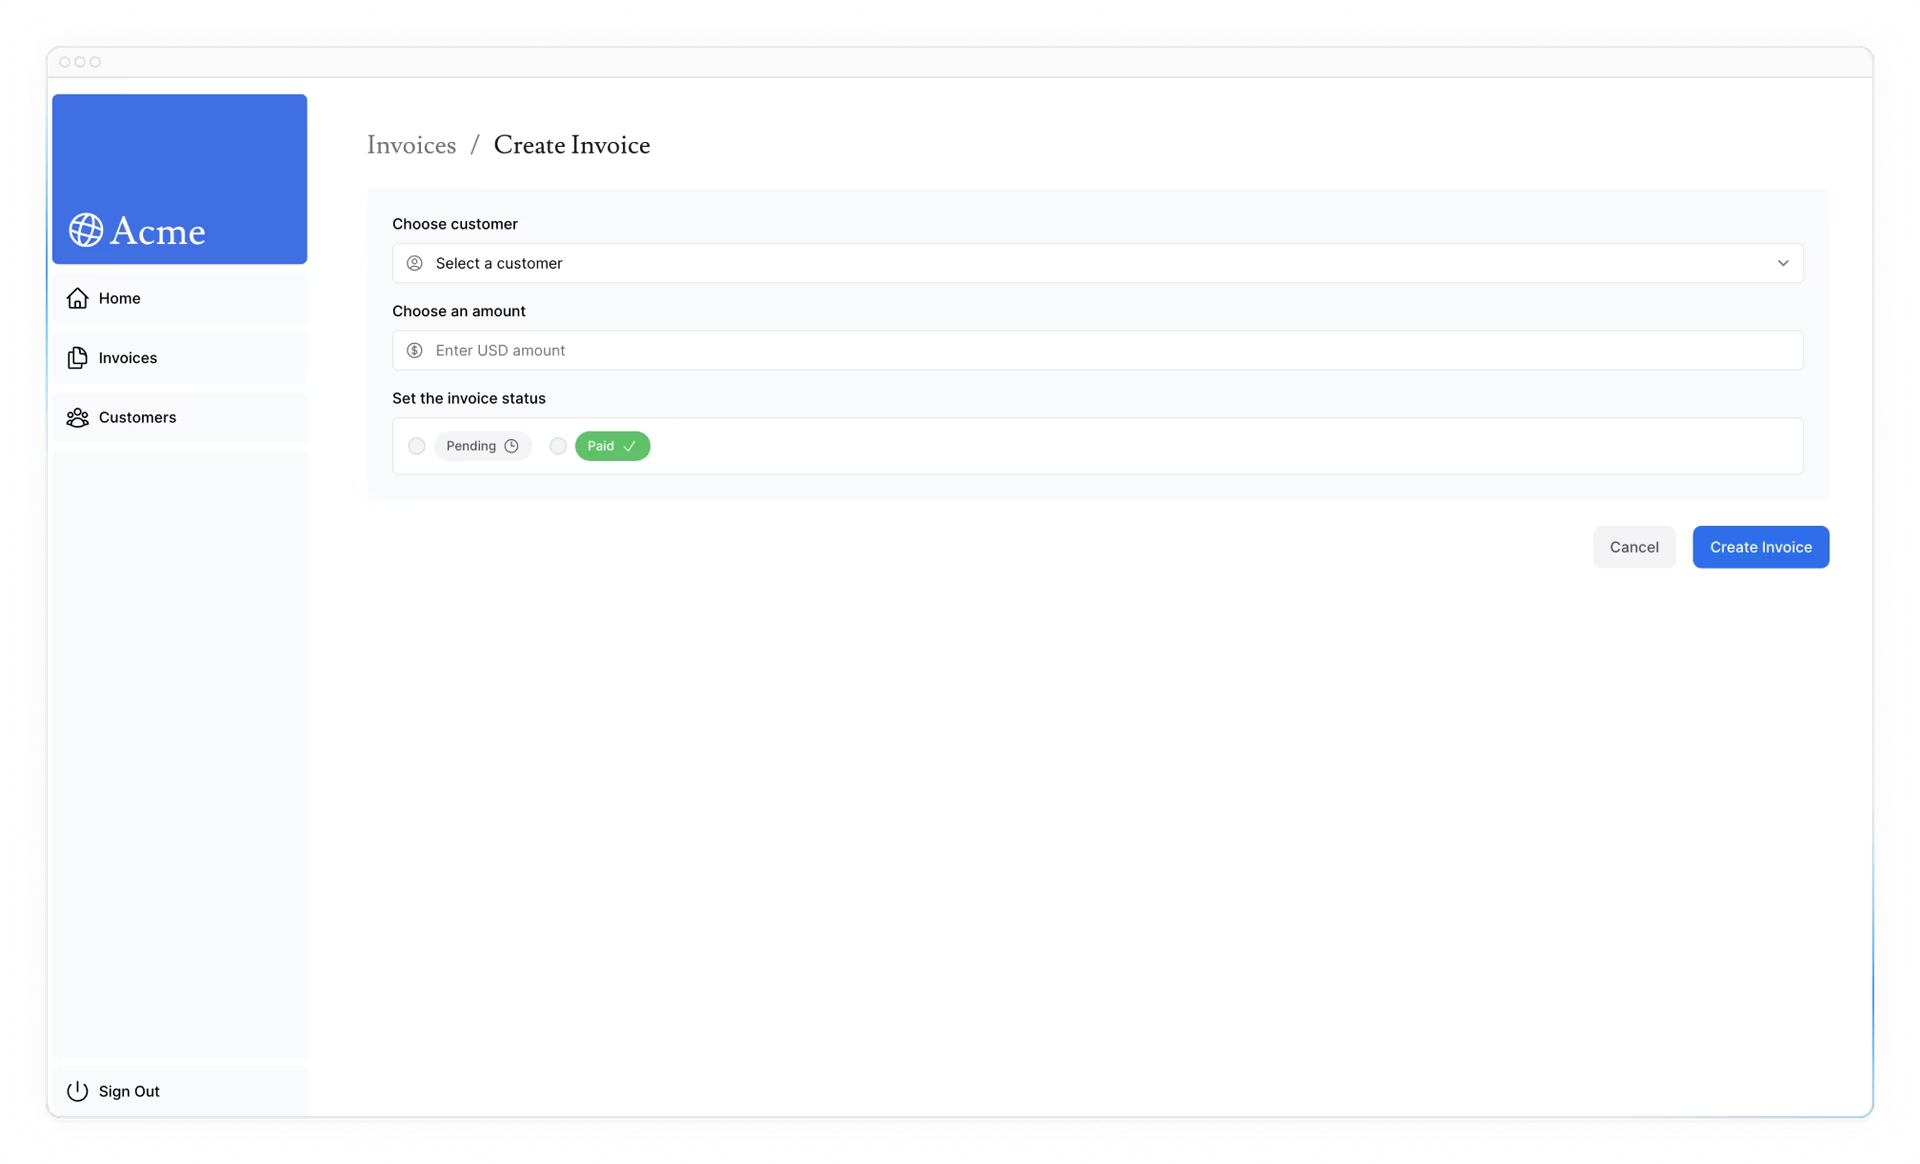 Acme
Home
Invoices
Customers
Sign Out
Invoices / Create Invoice
Choose customer
Select a customer
Choose an amount
Enter USD amount
Set the invoice status
Pending Paid
Cancel Create Invoice